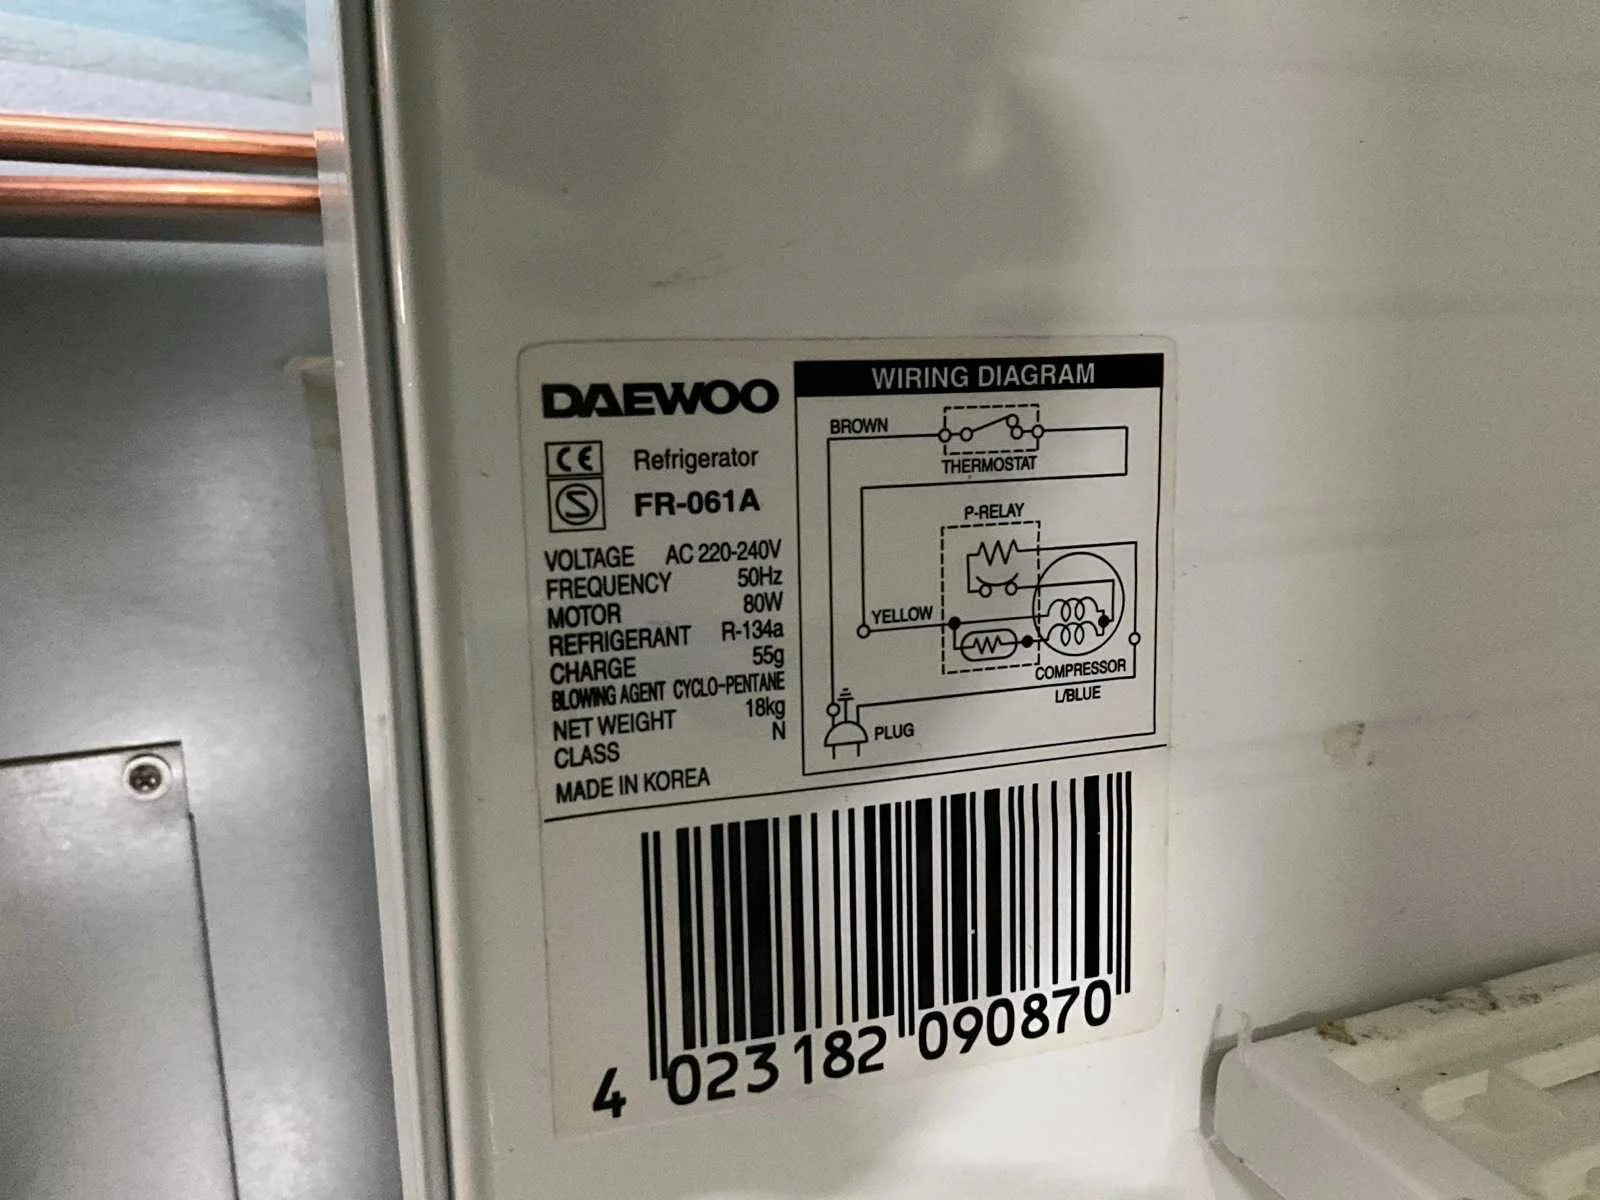 DAEWOO
CE
Refrigerator
S
FR-061A
VOLTAGE AC 220-240V
FREQUENCY 50Hz
MOTOR 80W
REFRIGERANT R-134a
CHARGE 55g
BLOWING AGENT CYCLO-PENTANE
NET WEIGHT 18kg
CLASS N
MADE IN KOREA
WIRING DIAGRAM
BROWN
THERMOSTAT
P-RELAY
YELLOW
COMPRESSOR
L/BLUE
PLUG
4 023182 090870